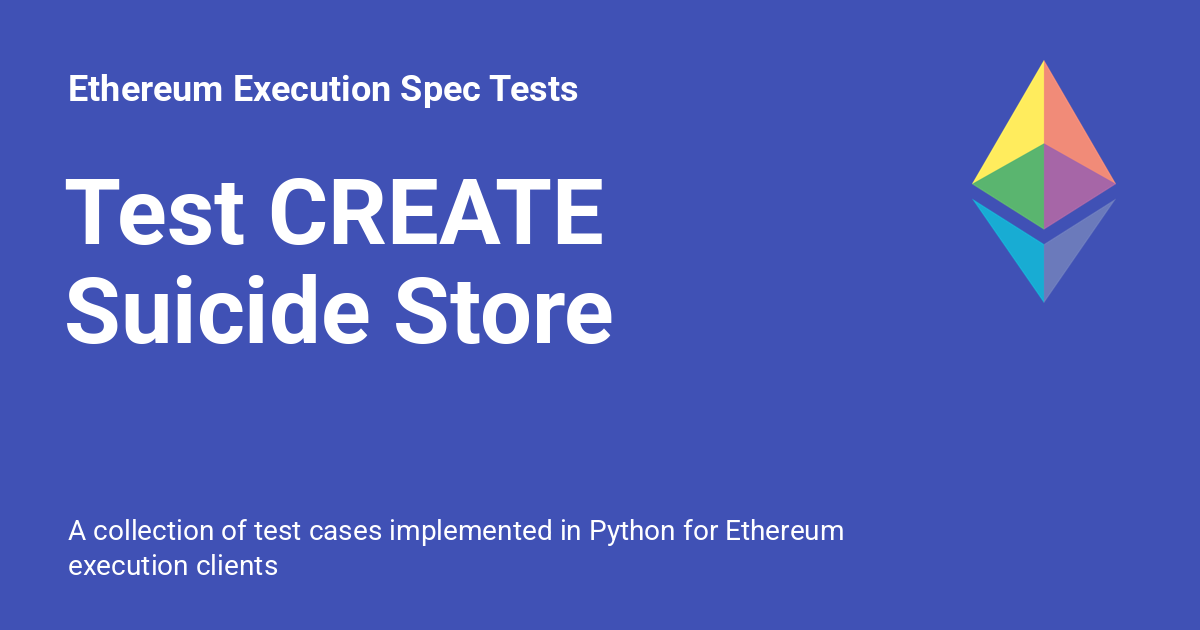 Ethereum Execution Spec Tests
Test CREATE
Suicide Store
A collection of test cases implemented in Python for Ethereum
execution clients